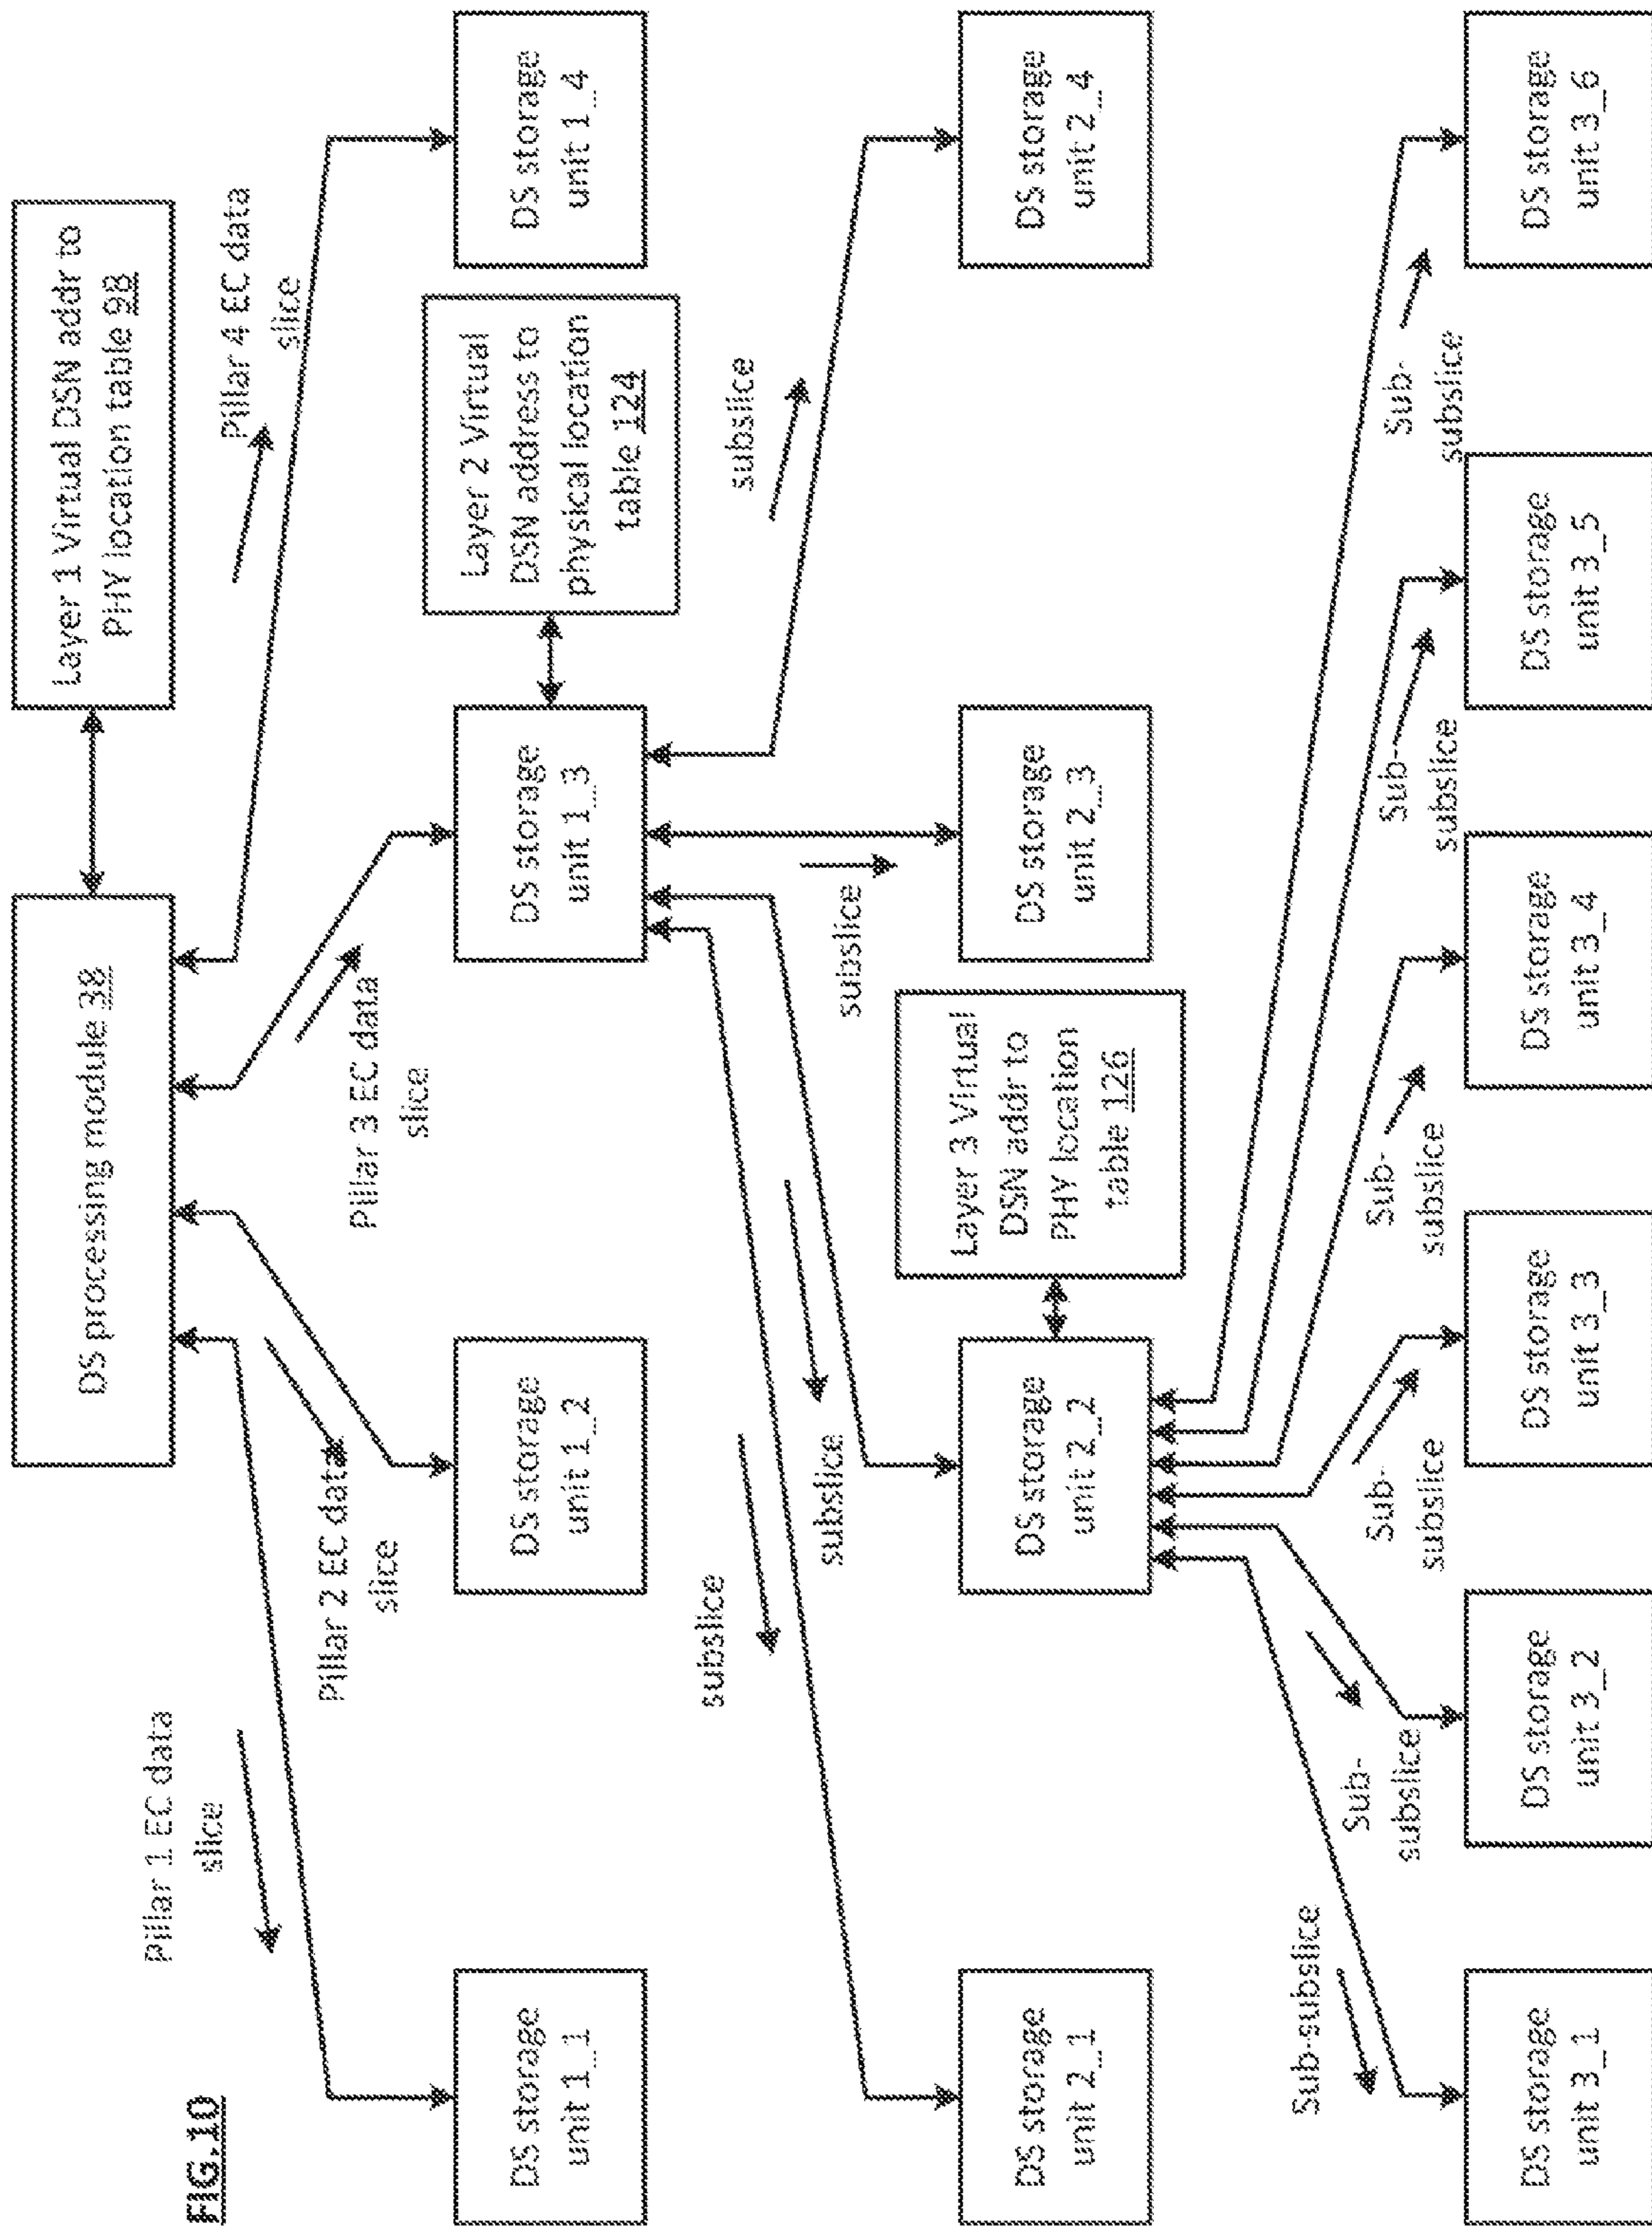 FIG.10
DS processing module 38
Layer 1 Virtual DSN addr to
PHY location table 98
Pillar 1 EC data
slice
Pillar 2 EC data
slice
Pillar 3 EC data
slice
Pillar 4 EC data
slice
DS storage
unit 1_1
DS storage
unit 1_2
DS storage
unit 1_3
Layer 2 Virtual
DSN address to
physical location
table 124
DS storage
unit 1_4
subslice
subslice
subslice
subslice
DS storage
unit 2_1
DS storage
unit 2_2
Layer 3 Virtual
DSN addr to
PHY location
table 126
DS storage
unit 2_3
DS storage
unit 2_4
Sub-subslice
Sub-
subslice
Sub-
subslice
Sub-
subslice
Sub-
subslice
Sub-
subslice
DS storage
unit 3_1
DS storage
unit 3_2
DS storage
unit 3_3
DS storage
unit 3_4
DS storage
unit 3_5
DS storage
unit 3_6